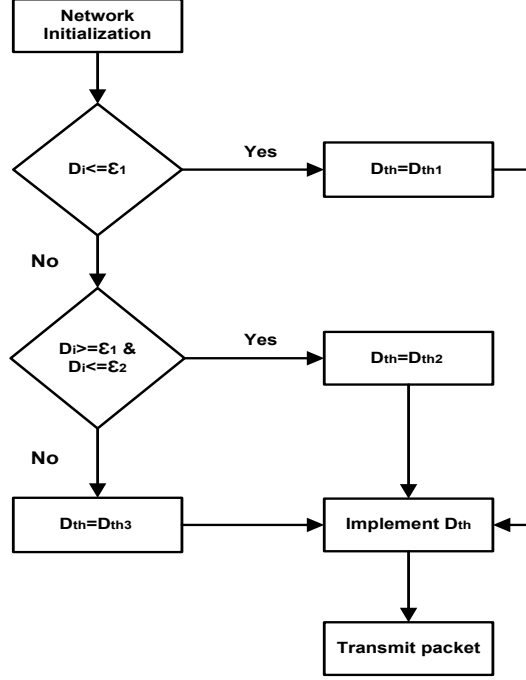 Network
Initialization
Di<=Ɛ1
Yes
Dth=Dth1
No
Di>=Ɛ1 &
Di<=Ɛ2
Yes
Dth=Dth2
No
Dth=Dth3
Implement Dth
Transmit packet